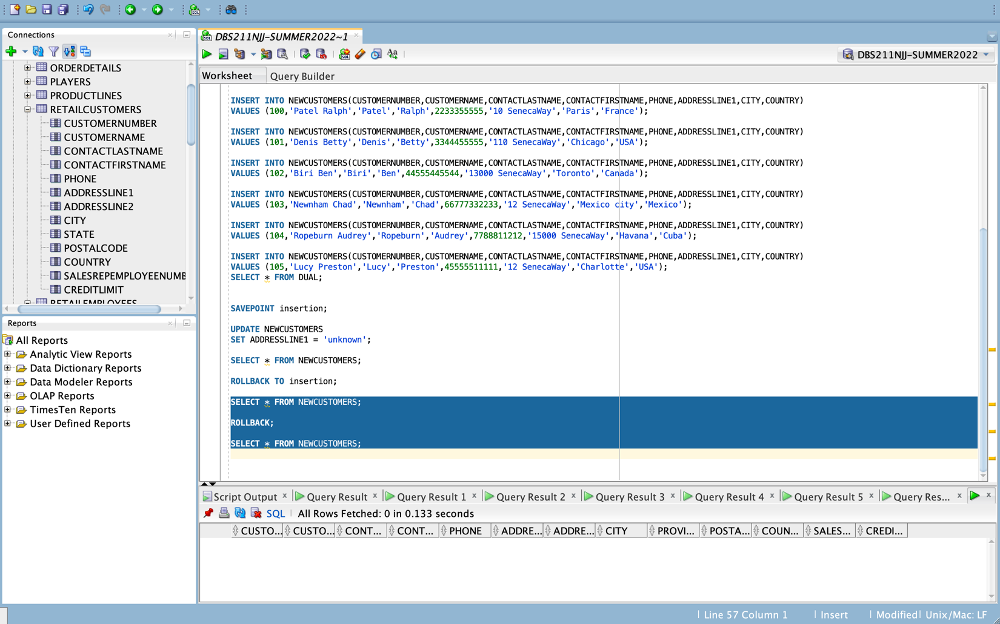 Connections
DBS211NJJ-SUMMER2022~1
DBS211NJJ-SUMMER2022
Worksheet
Query Builder
ORDERDETAILS
PLAYERS
PRODUCTLINES
RETAILCUSTOMERS
CUSTOMERNUMBER
CUSTOMERNAME
CONTACTLASTNAME
CONTACTFIRSTNAME
PHONE
ADDRESSLINE1
ADDRESSLINE2
CITY
STATE
POSTALCODE
COUNTRY
SALESREPEMPLOYEENUMB
CREDITLIMIT
RETAILEMPLOYEES
INSERT INTO NEWCUSTOMERS(CUSTOMERNUMBER,CUSTOMERNAME,CONTACTLASTNAME,CONTACTFIRSTNAME,PHONE,ADDRESSLINE1,CITY,COUNTRY)
VALUES (100,'Patel Ralph','Patel','Ralph',2233355555,'10 SenecaWay','Paris','France');
INSERT INTO NEWCUSTOMERS(CUSTOMERNUMBER,CUSTOMERNAME,CONTACTLASTNAME,CONTACTFIRSTNAME,PHONE,ADDRESSLINE1,CITY,COUNTRY)
VALUES (101,'Denis Betty','Denis','Betty',3344455555,'110 SenecaWay','Chicago','USA');
INSERT INTO NEWCUSTOMERS(CUSTOMERNUMBER,CUSTOMERNAME,CONTACTLASTNAME,CONTACTFIRSTNAME,PHONE,ADDRESSLINE1,CITY,COUNTRY)
VALUES (102,'Biri Ben','Biri','Ben',44555445544,'13000 SenecaWay','Toronto','Canada');
INSERT INTO NEWCUSTOMERS(CUSTOMERNUMBER,CUSTOMERNAME,CONTACTLASTNAME,CONTACTFIRSTNAME,PHONE,ADDRESSLINE1,CITY,COUNTRY)
VALUES (103,'Newnham Chad','Newnham','Chad',66777332233,'12 SenecaWay','Mexico city','Mexico');
INSERT INTO NEWCUSTOMERS(CUSTOMERNUMBER,CUSTOMERNAME,CONTACTLASTNAME,CONTACTFIRSTNAME,PHONE,ADDRESSLINE1,CITY,COUNTRY)
VALUES (104,'Ropeburn Audrey','Ropeburn','Audrey',7788811212,'15000 SenecaWay','Havana','Cuba');
INSERT INTO NEWCUSTOMERS(CUSTOMERNUMBER,CUSTOMERNAME,CONTACTLASTNAME,CONTACTFIRSTNAME,PHONE,ADDRESSLINE1,CITY,COUNTRY)
VALUES (105,'Lucy Preston','Lucy','Preston',45555511111,'12 SenecaWay','Charlotte','USA');
SELECT * FROM DUAL;
SAVEPOINT insertion;
UPDATE NEWCUSTOMERS
SET ADDRESSLINE1 = 'unknown';
SELECT * FROM NEWCUSTOMERS;
ROLLBACK TO insertion;
SELECT * FROM NEWCUSTOMERS;
ROLLBACK;
SELECT * FROM NEWCUSTOMERS;
Reports
All Reports
Analytic View Reports
Data Dictionary Reports
Data Modeler Reports
OLAP Reports
TimesTen Reports
User Defined Reports
Script Output x Query Result x Query Result 1 x Query Result 2 x Query Result 3 x Query Result 4 x Query Result 5 x Query Res... x x
SQL All Rows Fetched: 0 in 0.133 seconds
CUSTO... CUSTO... CONT... CONT... PHONE ADDRE... ADDRE... CITY PROVI... POSTA... COUN... SALES... CREDI...
Line 57 Column 1 Insert Modified Unix/Mac: LF